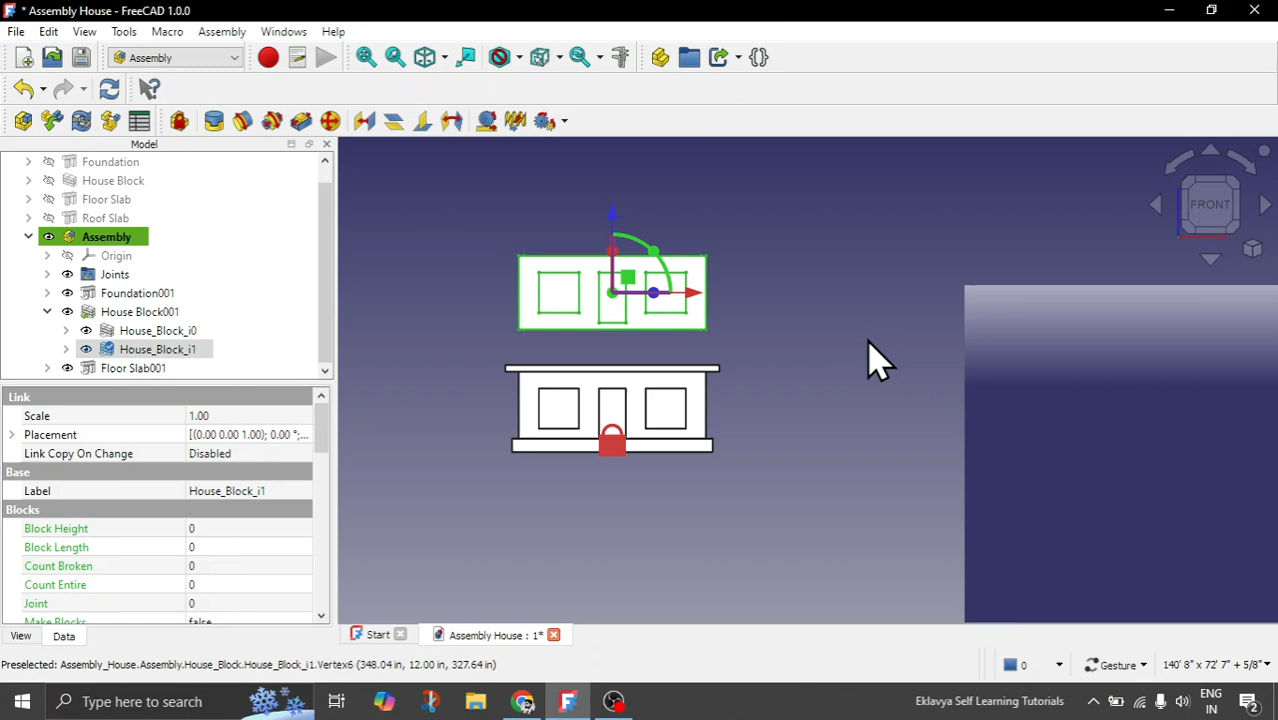 * Assembly House - FreeCAD 1.0.0
File Edit View Tools Macro Assembly Windows Help
Assembly
Model
Foundation
House Block
Floor Slab
Roof Slab
Assembly
Origin
Joints
Foundation001
House Block001
House_Block_i0
House_Block_i1
Floor Slab001
FRONT
Link
Scale 1.00
Placement [(0.00 0.00 1.00); 0.00 °;...
Link Copy On Change Disabled
Base
Label House_Block_i1
Blocks
Block Height 0
Block Length 0
Count Broken 0
Count Entire 0
Joint 0
Make Blocks false
View Data
Start Assembly House : 1*
Preselected: Assembly_House.Assembly.House_Block.House_Block_i1.Vertex6 (348.04 in, 12.00 in, 327.64 in)
0 Gesture 140' 8" x 72' 7" + 5/8"
Type here to search
Eklavya Self Learning Tutorials
ENG
IN
2